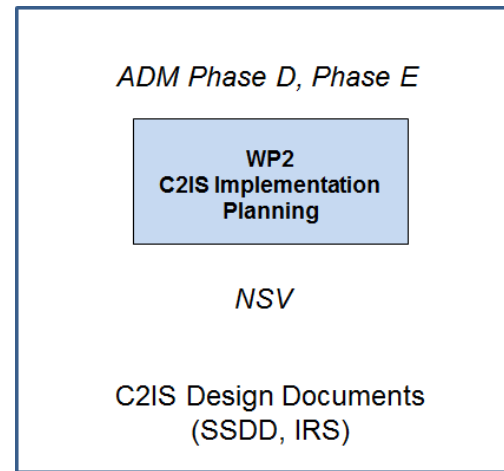 ADM Phase D, Phase E
WP2
C2IS Implementation
Planning
NSV
C2IS Design Documents
(SSDD, IRS)